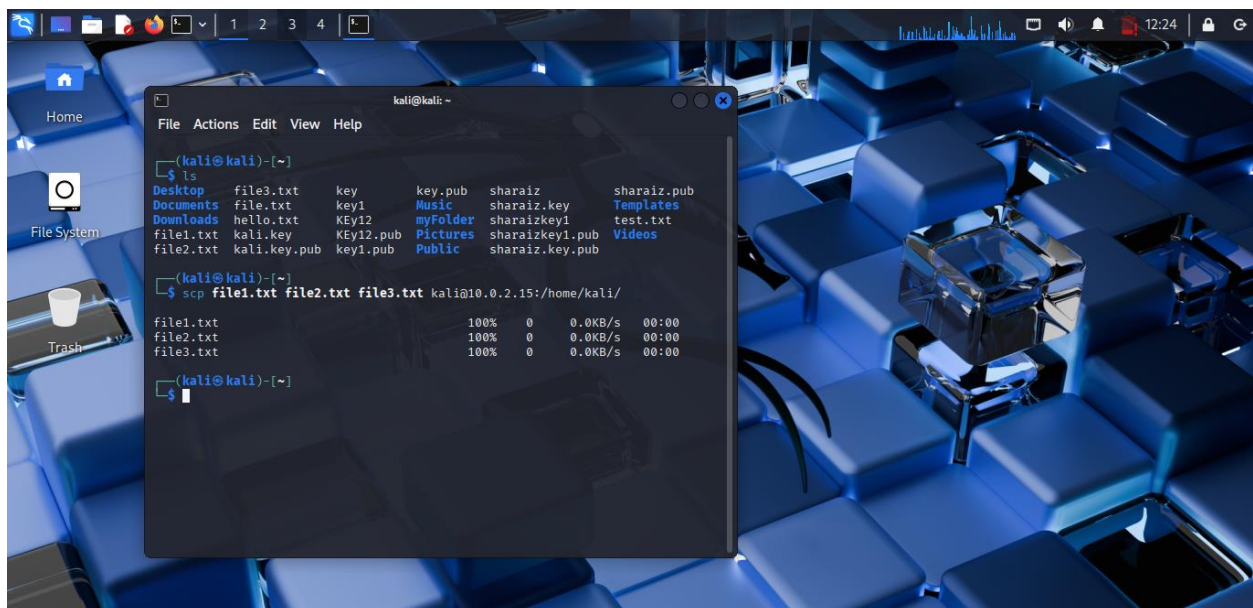 1 2 3 4 12:24
kali@kali: ~
File Actions Edit View Help
Home
File System
Trash
┌──(kali㉿kali)-[~]
└─$ ls
Desktop file3.txt key key.pub sharaiz sharaiz.pub
Documents file.txt key1 Music sharaiz.key Templates
Downloads hello.txt KEy12 myFolder sharaizkey1 test.txt
file1.txt kali.key KEy12.pub Pictures sharaizkey1.pub Videos
file2.txt kali.key.pub key1.pub Public sharaiz.key.pub
┌──(kali㉿kali)-[~]
└─$ scp file1.txt file2.txt file3.txt kali@10.0.2.15:/home/kali/
file1.txt 100% 0 0.0KB/s 00:00
file2.txt 100% 0 0.0KB/s 00:00
file3.txt 100% 0 0.0KB/s 00:00
┌──(kali㉿kali)-[~]
└─$